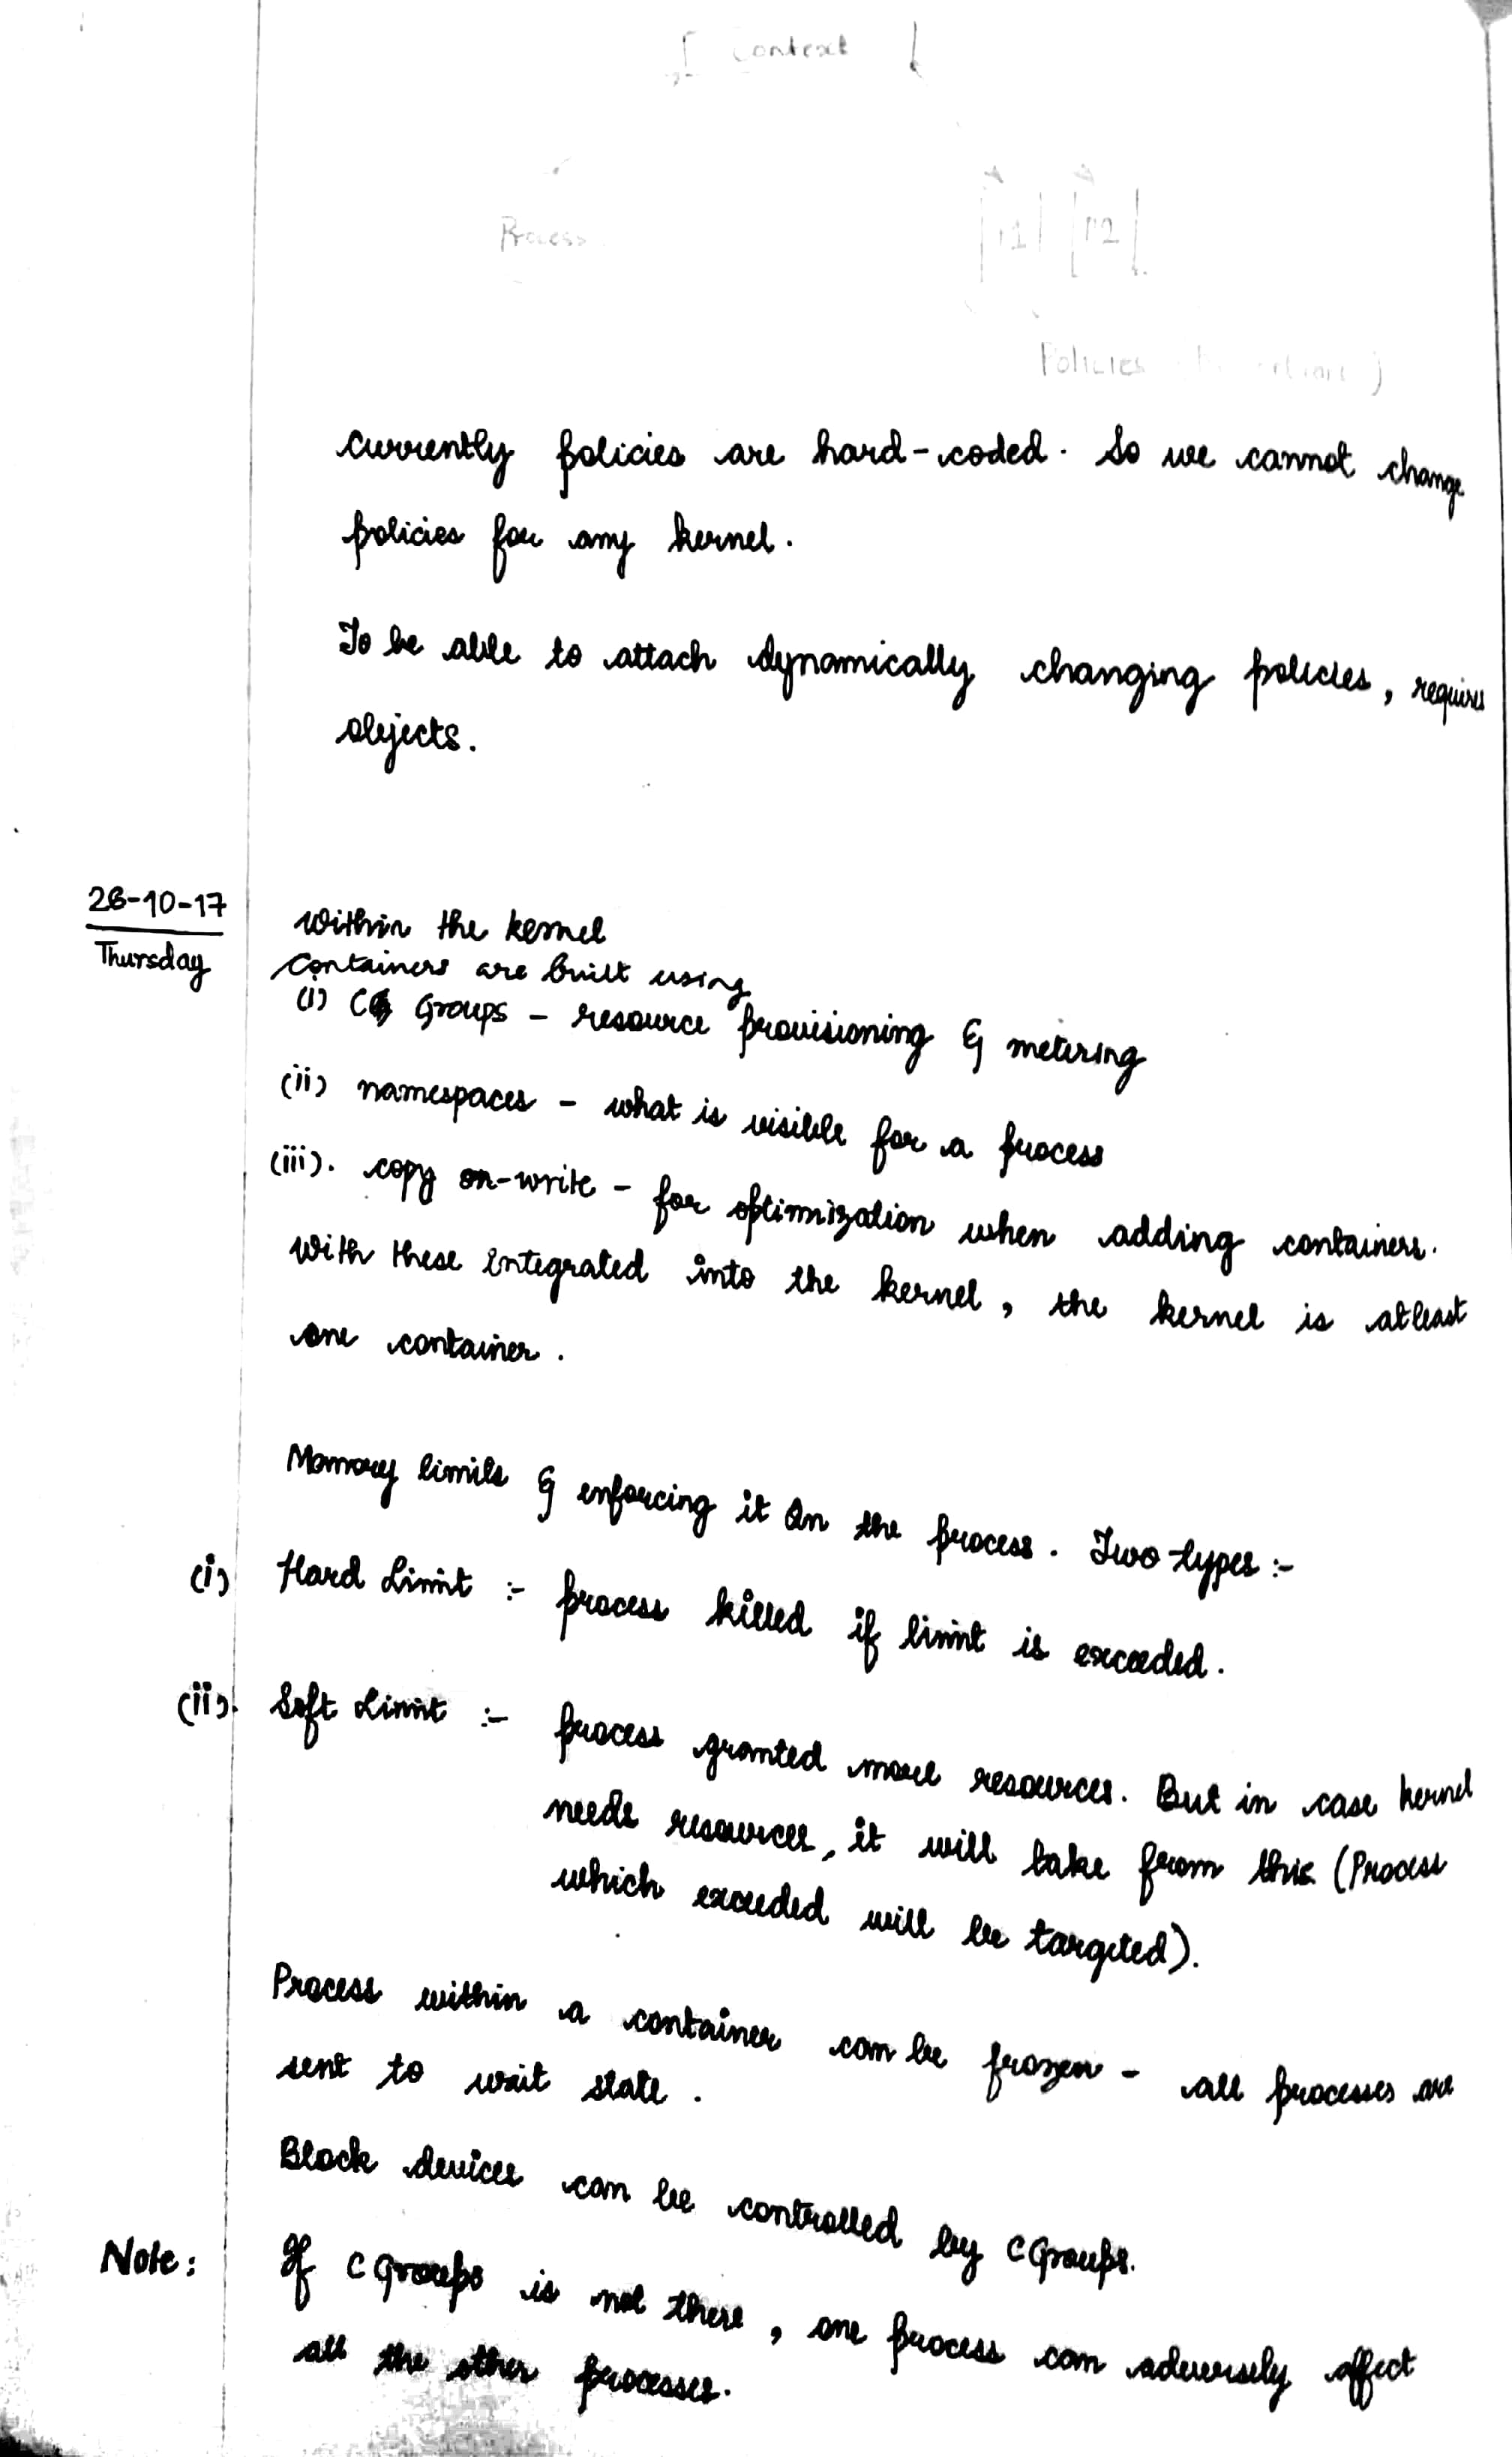 Context
Process
P2
Policies
currently policies are hard-coded. So we cannot change
policies for any kernel.
To be able to attach dynamically changing policies, requires
objects.
26-10-17
Thursday
within the kernel
containers are built using
(i) C Groups - resource provisioning & metering
(ii) namespaces - what is visible for a process
(iii). copy on-write - for optimization when adding containers.
with these integrated into the kernel, the kernel is atleast
one container.
Memory limits & enforcing it on the process. Two types :-
(i) Hard Limit :- process killed if limit is exceeded.
(ii). Soft Limit :- process granted more resources. But in case kernel
needs resources, it will take from this (Process
which exceeded will be targeted).
Process within a container can be frozen - all processes are
sent to wait state.
Block devices can be controlled by C Groups.
Note: If C Groups is not there, one process can adversely affect
all the other processes.